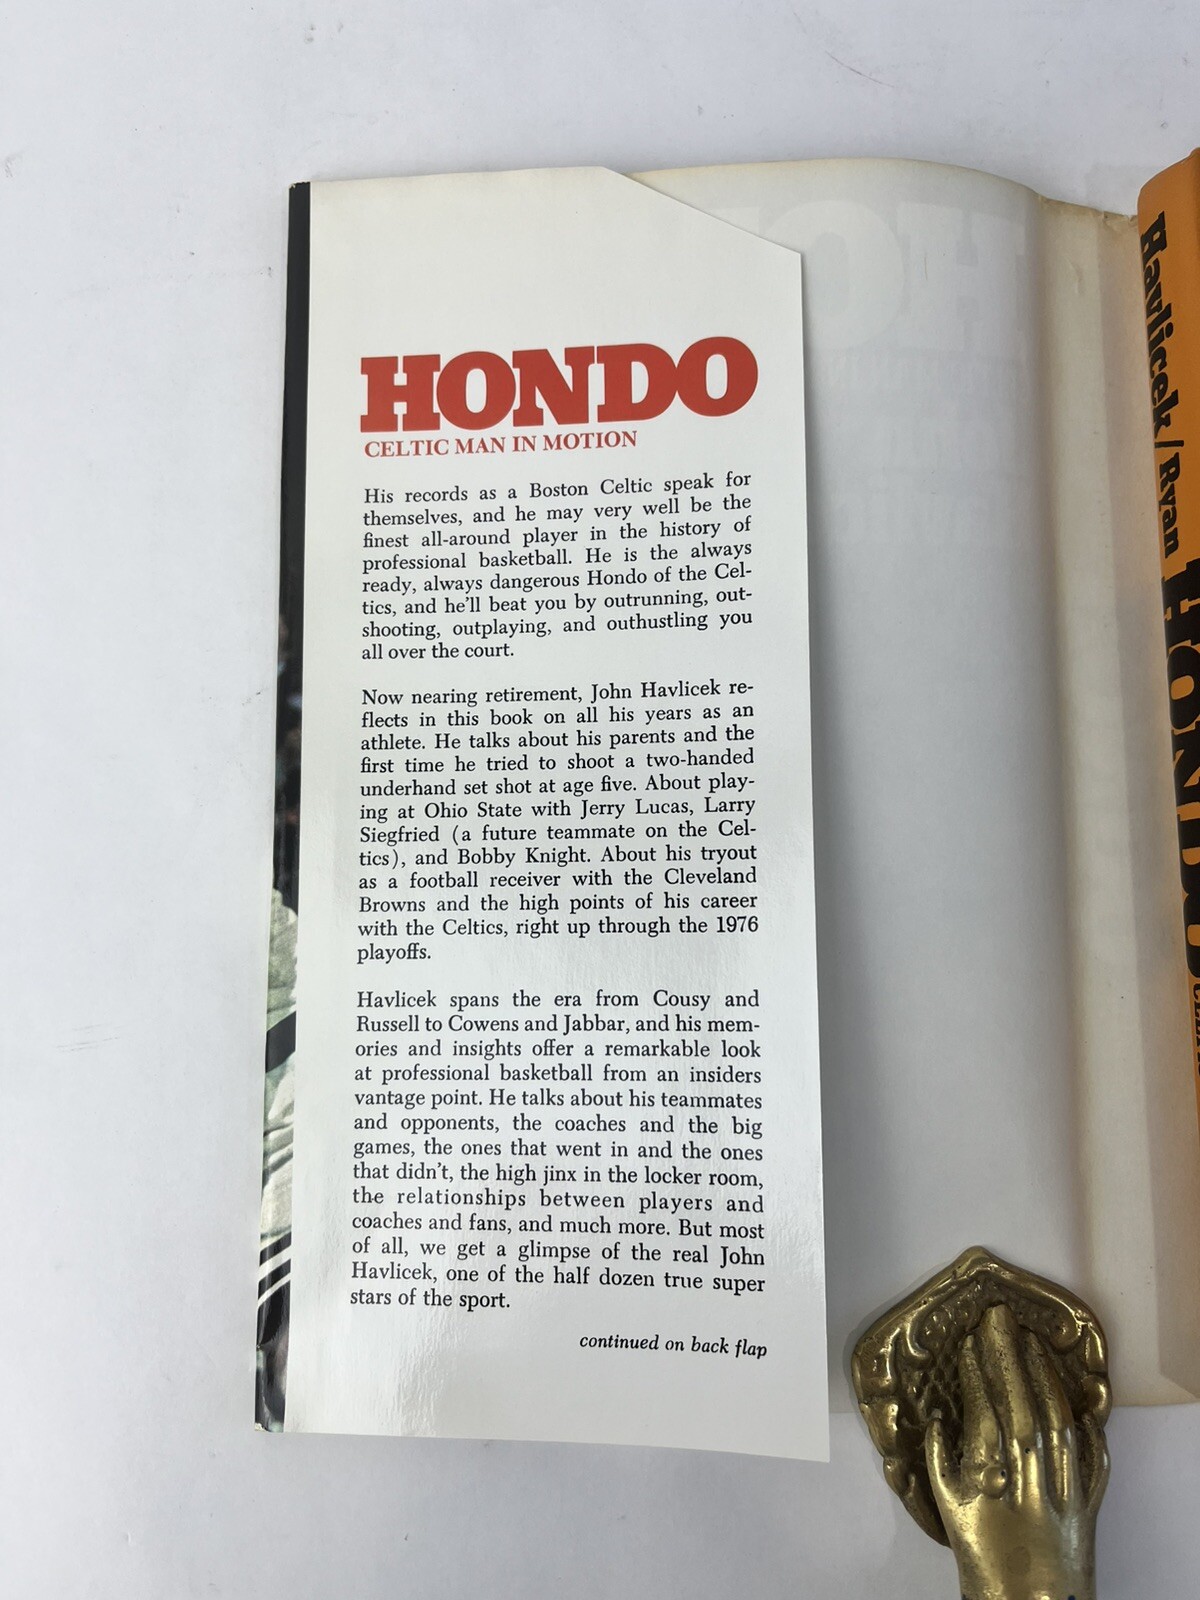 HONDO
CELTIC MAN IN MOTION
His records as a Boston Celtic speak for
themselves, and he may very well be the
finest all-around player in the history of
professional basketball. He is the always
ready, always dangerous Hondo of the Cel-
tics, and he'll beat you by outrunning, out-
shooting, outplaying, and outhustling you
all over the court.
Now nearing retirement, John Havlicek re-
flects in this book on all his years as an
athlete. He talks about his parents and the
first time he tried to shoot a two-handed
underhand set shot at age five. About play-
ing at Ohio State with Jerry Lucas, Larry
Siegfried (a future teammate on the Cel-
tics), and Bobby Knight. About his tryout
as a football receiver with the Cleveland
Browns and the high points of his career
with the Celtics, right up through the 1976
playoffs.
Havlicek spans the era from Cousy and
Russell to Cowens and Jabbar, and his mem-
ories and insights offer a remarkable look
at professional basketball from an insiders
vantage point. He talks about his teammates
and opponents, the coaches and the big
games, the ones that went in and the ones
that didn't, the high jinx in the locker room,
the relationships between players and
coaches and fans, and much more. But most
of all, we get a glimpse of the real John
Havlicek, one of the half dozen true super
stars of the sport.
continued on back flap
Havlicek/Ryan HONDO